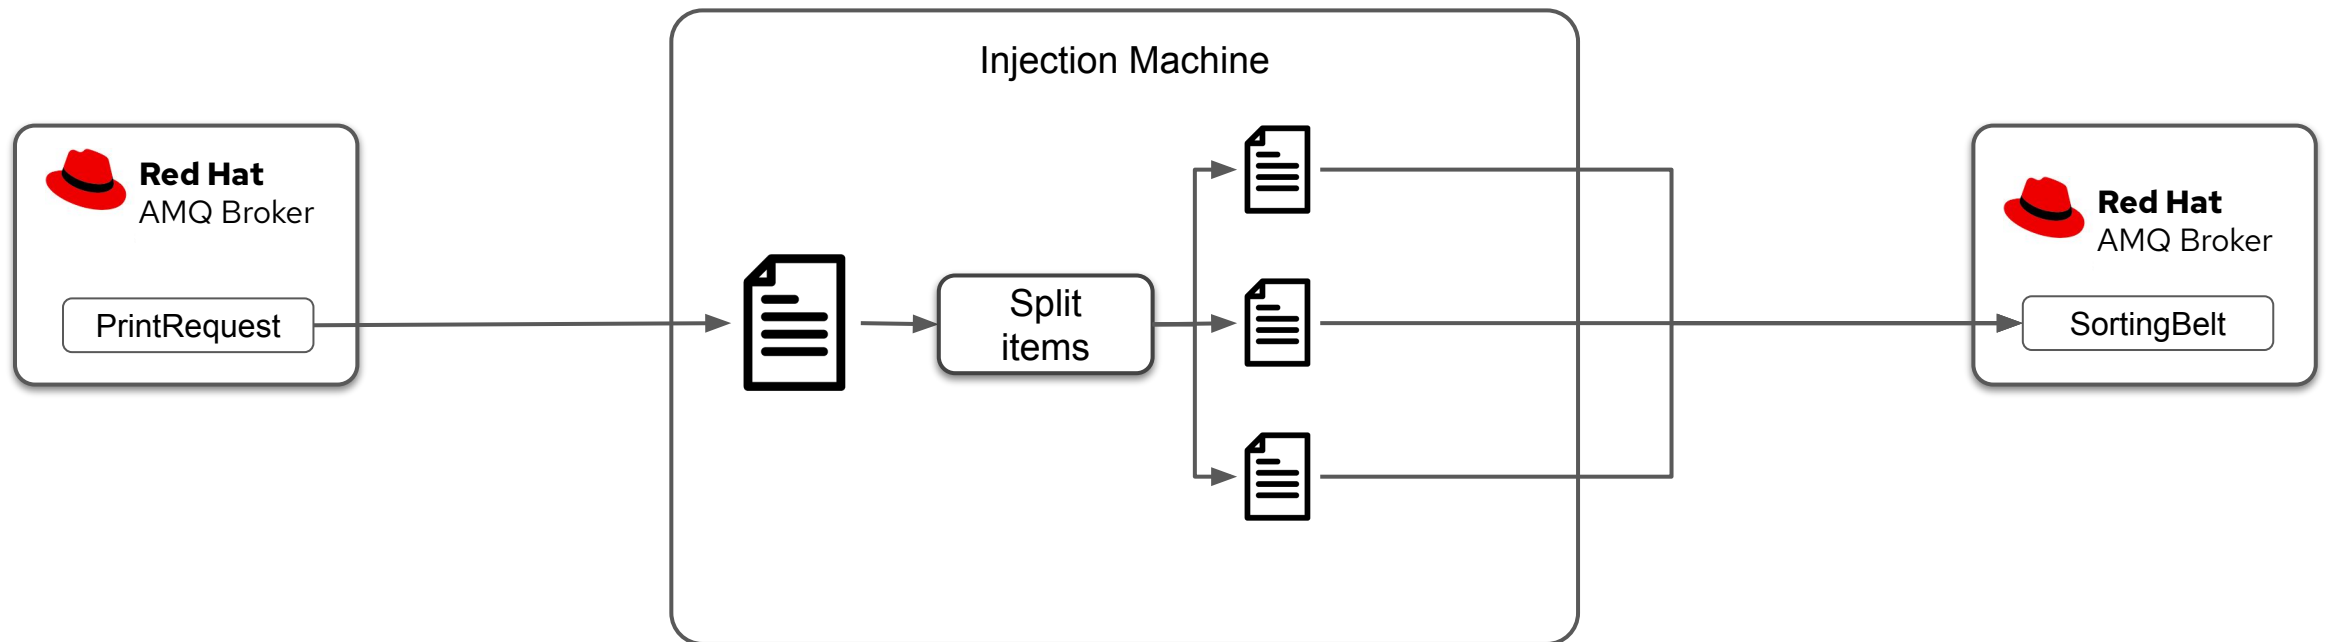 Injection Machine
Red Hat
AMQ Broker
PrintRequest
Split
items
Red Hat
AMQ Broker
SortingBelt